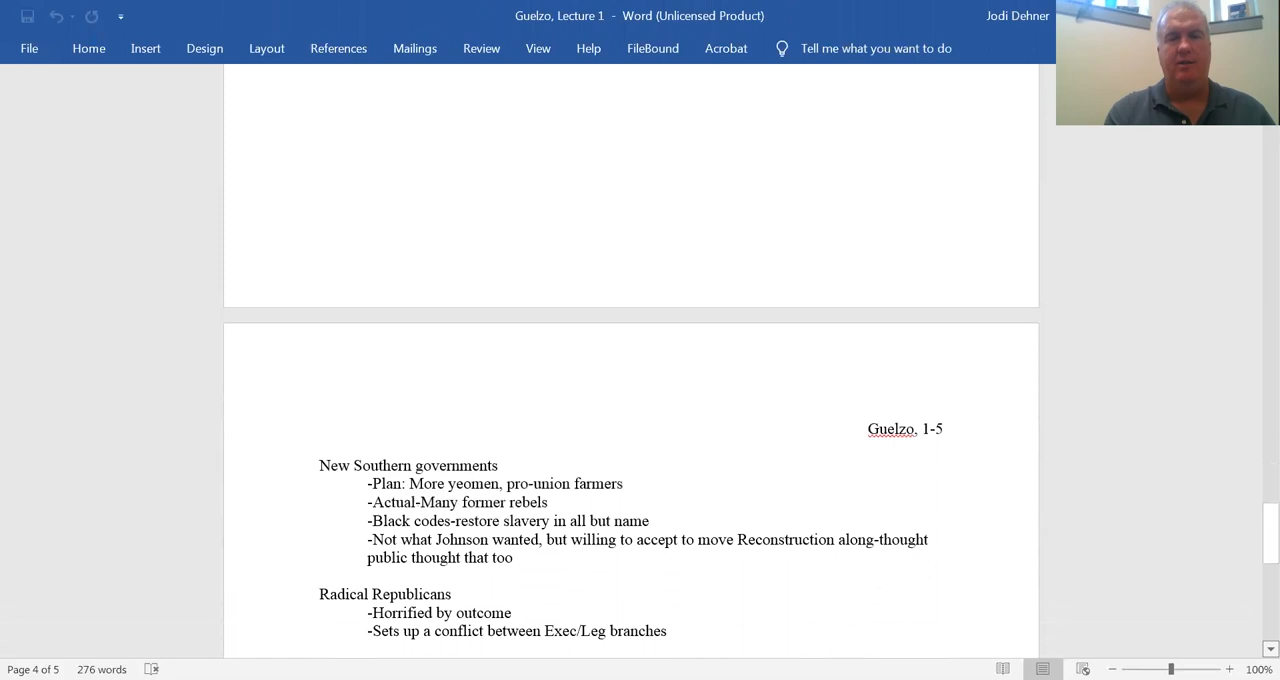 Guelzo, Lecture 1 - Word (Unlicensed Product)
Jodi Dehner
File Home Insert Design Layout References Mailings Review View Help FileBound Acrobat Tell me what you want to do
Guelzo, 1-5
New Southern governments
-Plan: More yeomen, pro-union farmers
-Actual-Many former rebels
-Black codes-restore slavery in all but name
-Not what Johnson wanted, but willing to accept to move Reconstruction along-thought
public thought that too
Radical Republicans
-Horrified by outcome
-Sets up a conflict between Exec/Leg branches
Page 4 of 5 276 words 100%